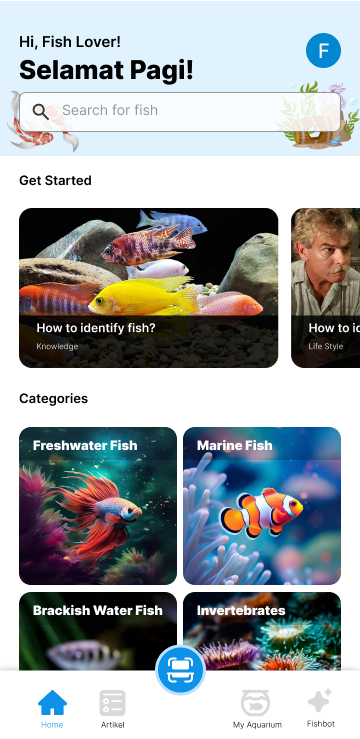 Hi, Fish Lover!
Selamat Pagi!
F
Search for fish
Get Started
How to identify fish?
Knowledge
How to
Life Style
Categories
Freshwater Fish
Marine Fish
Brackish Water Fish
Invertebrates
Home
Artikel
My Aquarium
Fishbot